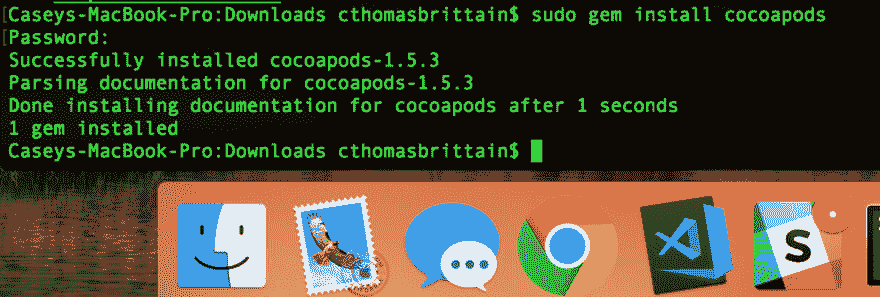 [Caseys-MacBook-Pro:Downloads cthomasbrittain$ sudo gem install cocoapods
[Password:
Successfully installed cocoapods-1.5.3
Parsing documentation for cocoapods-1.5.3
Done installing documentation for cocoapods after 1 seconds
1 gem installed
Caseys-MacBook-Pro:Downloads cthomasbrittain$
S